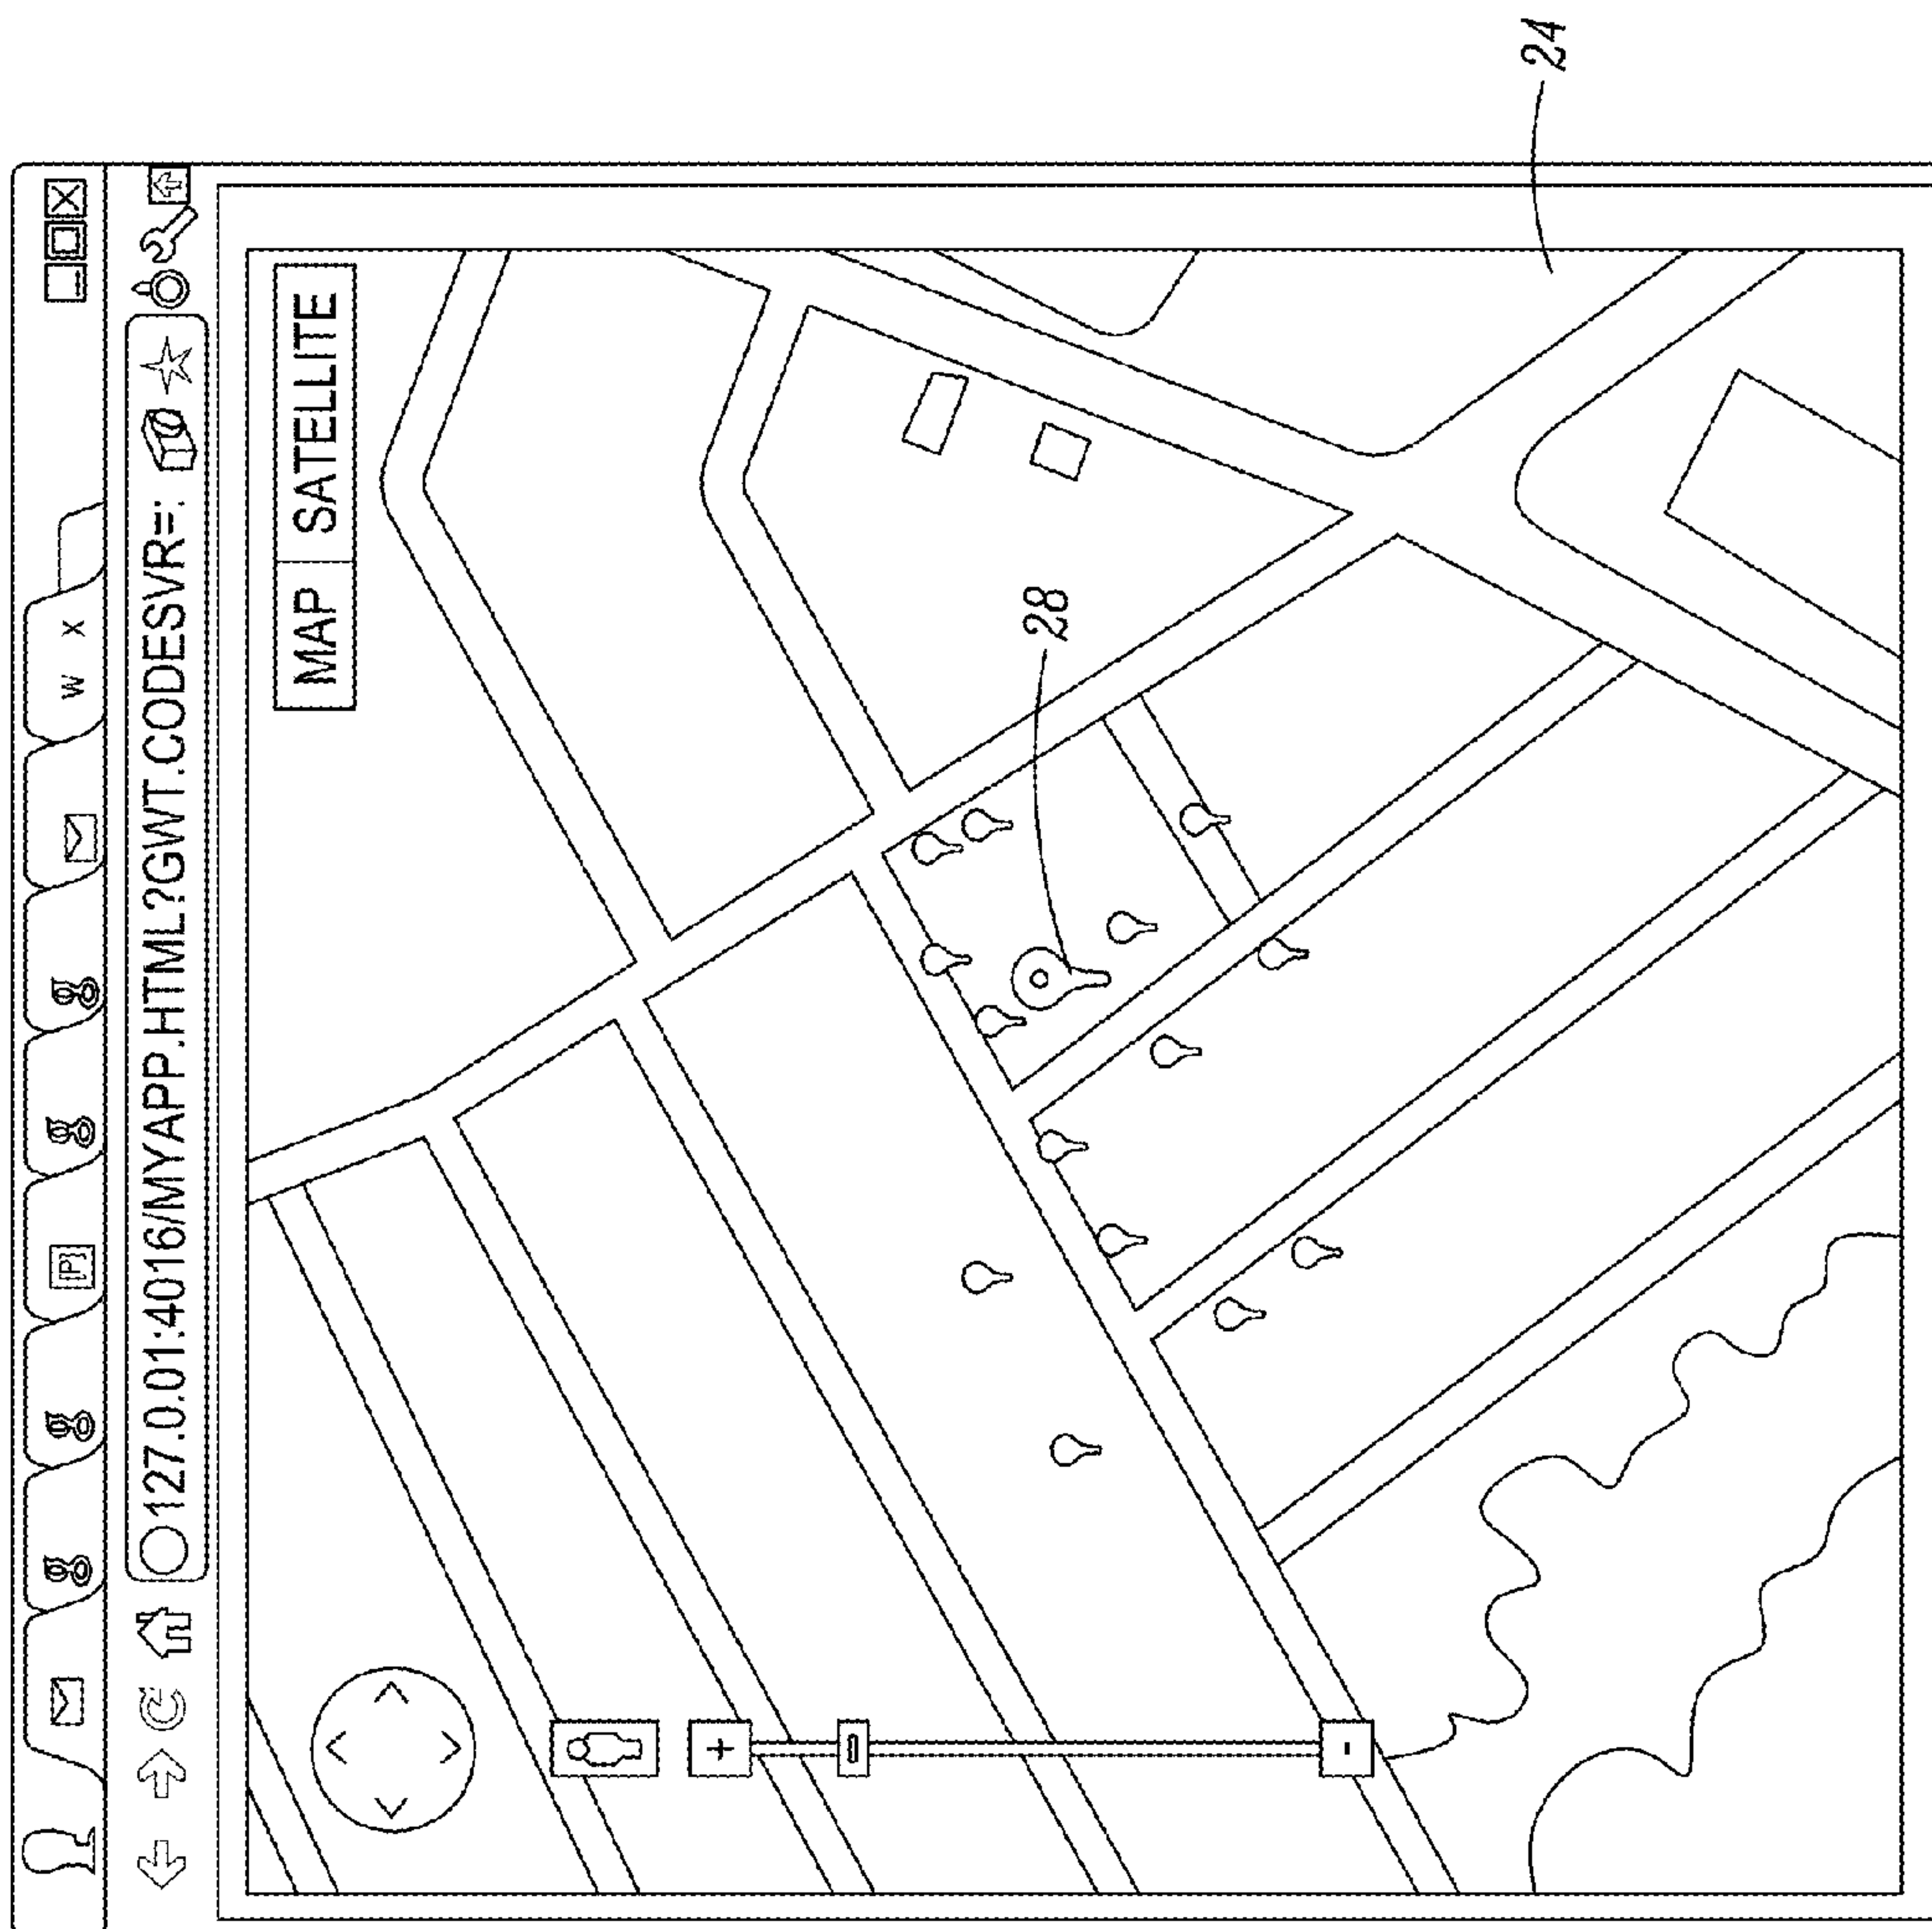 W X
[P]
127.0.01:4016/MYAPP.HTML?GWT.CODESVR=:
MAP SATELLITE
28
24
+
-